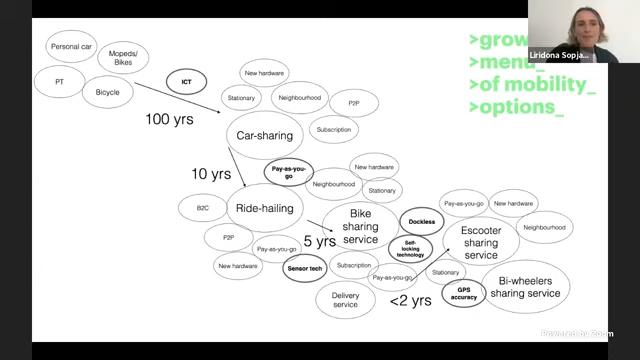 >grow
>menu_
>of mobility_
>options_
Liridona Sopja...
Personal car
Mopeds/
Bikes
PT
Bicycle
ICT
100 yrs
New hardware
Stationary
Neighbourhood
P2P
Subscription
Car-sharing
10 yrs
Pay-as-you-
go
New hardware
Neighbourhood
Stationary
B2C
Ride-hailing
P2P
Pay-as-you-go
New hardware
Sensor tech
5 yrs
Bike
sharing
service
Dockless
Self-
locking
technology
Subscription
Pay-as-you-go
Delivery
service
<2 yrs
Pay-as-you-go
New hardware
Neighbourhood
Escooter
sharing
service
Stationary
GPS
accuracy
Bi-wheelers
sharing service
Powered by Zoom